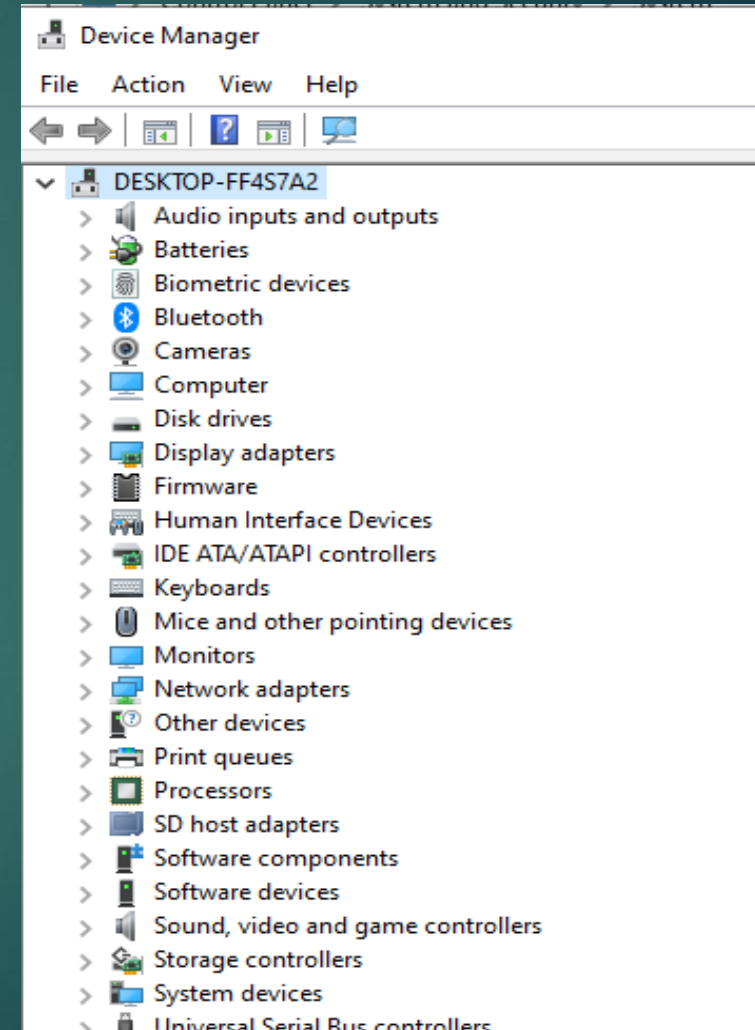 Device Manager
File Action View Help
DESKTOP-FF4S7A2
Audio inputs and outputs
Batteries
Biometric devices
Bluetooth
Cameras
Computer
Disk drives
Display adapters
Firmware
Human Interface Devices
IDE ATA/ATAPI controllers
Keyboards
Mice and other pointing devices
Monitors
Network adapters
Other devices
Print queues
Processors
SD host adapters
Software components
Software devices
Sound, video and game controllers
Storage controllers
System devices
Universal Serial Bus controllers